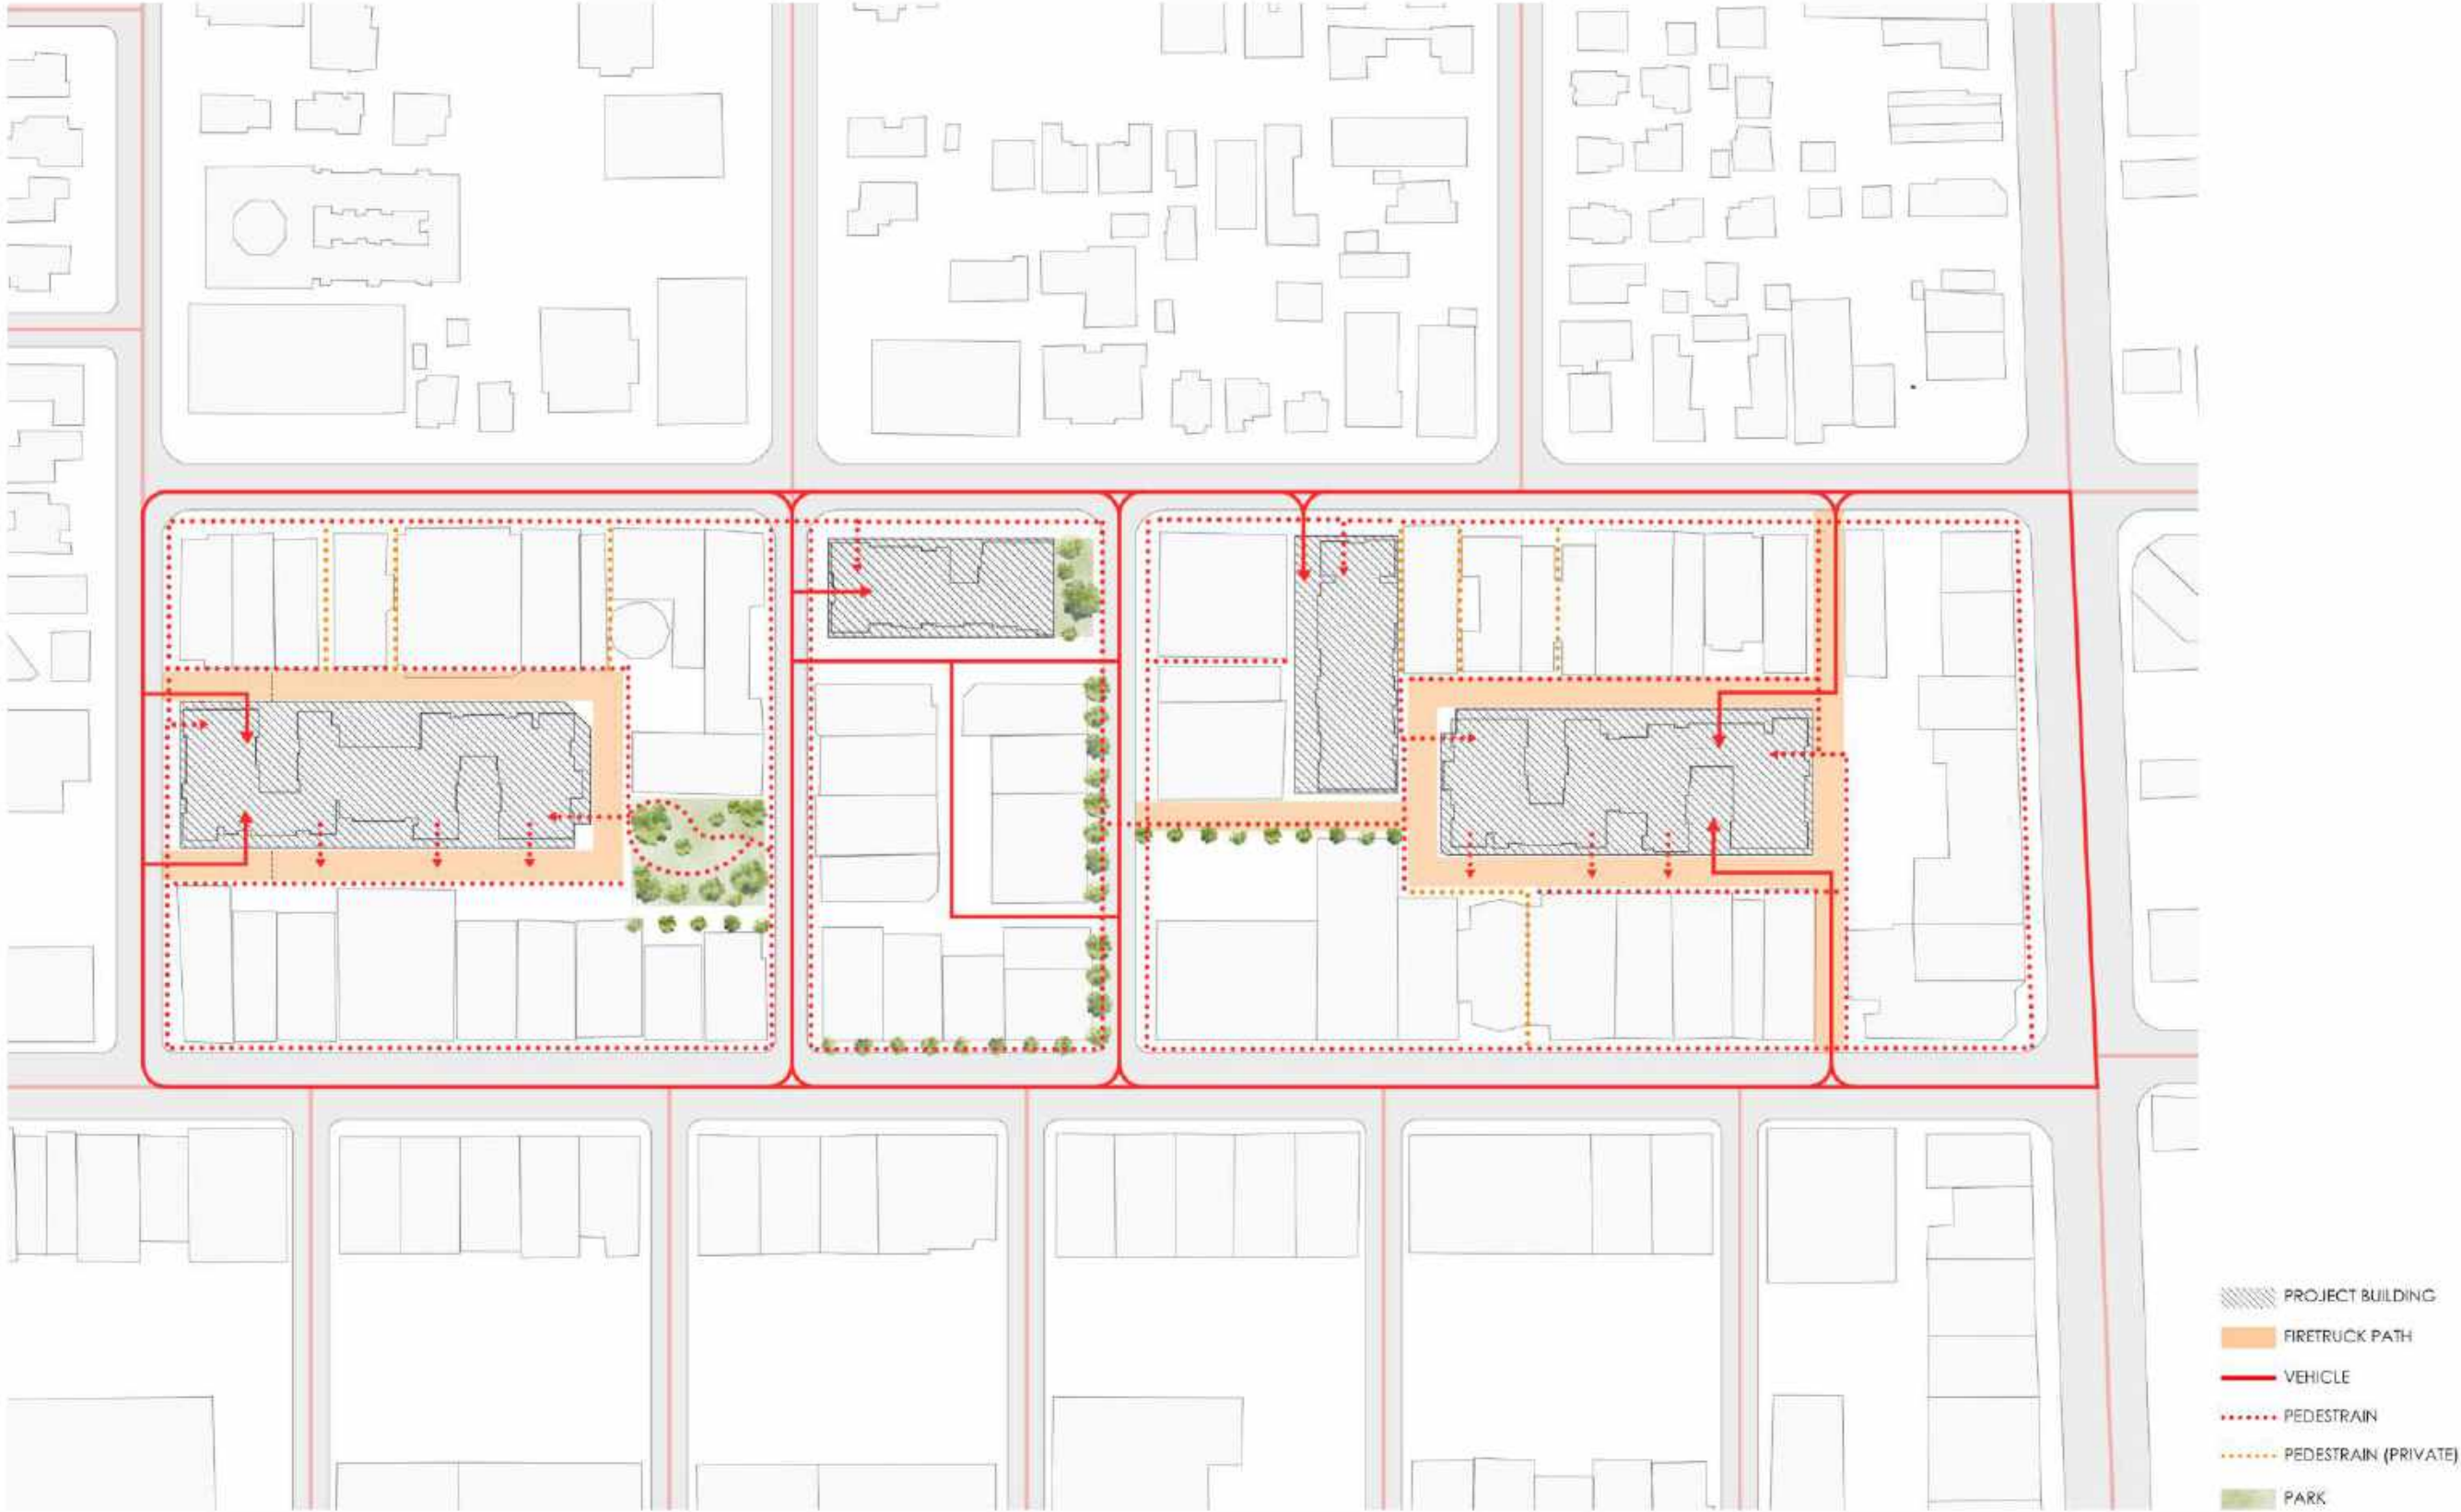 PROJECT BUILDING
FIRETRUCK PATH
VEHICLE
PEDESTRAIN
PEDESTRAIN (PRIVATE)
PARK